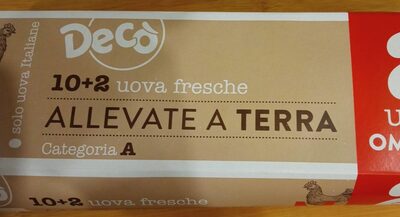 DeCò
solo uova Italiane
10+2 uova fresche
ALLEVATE A TERRA
Categoria A
10+2 uova fresche